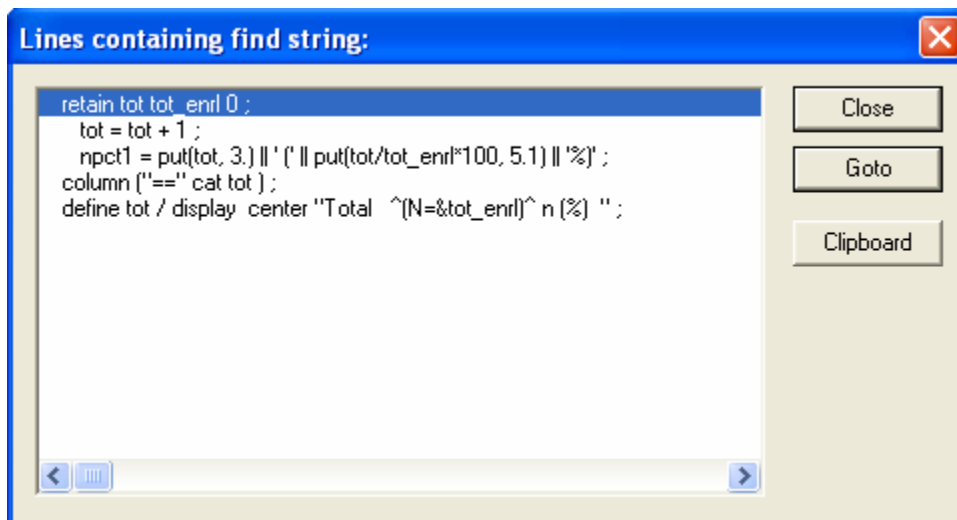 Lines containing find string:
retain tot tot_enrl 0 ;
tot = tot + 1 ;
npct1 = put(tot, 3.) || ' (' || put(tot/tot_enrl*100, 5.1) || '%)' ;
column ("==" cat tot ) ;
define tot / display  center "Total   ^(N=&tot_enrl)^ n (%)  " ;
Close
Goto
Clipboard